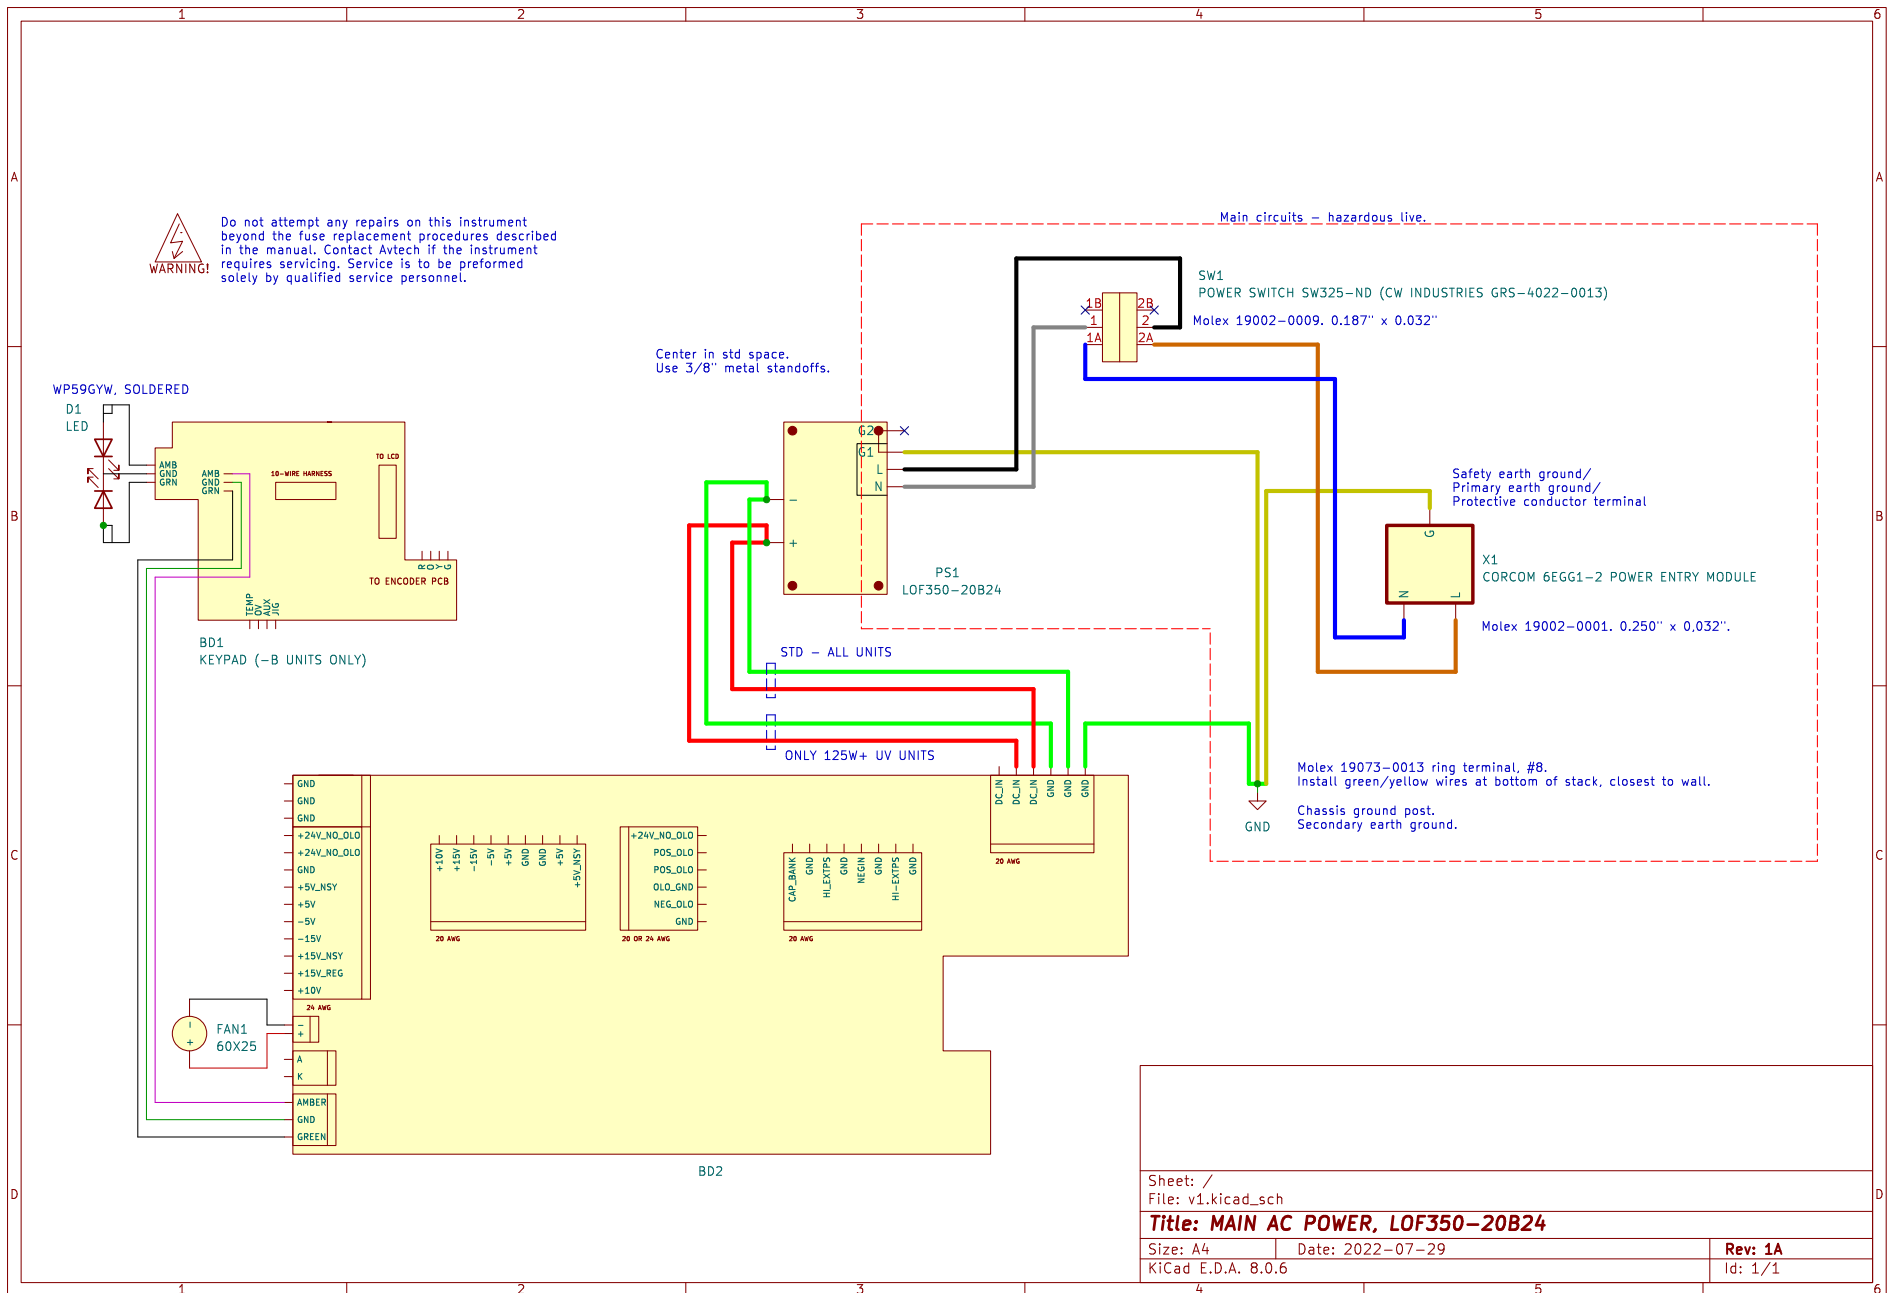 1 2 3 4 5 6
A
A
Do not attempt any repairs on this instrument
beyond the fuse replacement procedures described
in the manual. Contact Avtech if the instrument
requires servicing. Service is to be preformed
solely by qualified service personnel.
WARNING!
Main circuits - hazardous live.
SW1
POWER SWITCH SW325-ND (CW INDUSTRIES GRS-4022-0013)
Molex 19002-0009. 0.187" x 0.032"
1B
1
1A
2B
2
2A
Center in std space.
Use 3/8" metal standoffs.
WP59GYW, SOLDERED
D1
LED
AMB
GND
GRN
AMB
GND
GRN
10-WIRE HARNESS
TO LCD
R
O
Y
G
TO ENCODER PCB
TEMP
OV
AUX
JIG
BD1
KEYPAD (-B UNITS ONLY)
B
B
G2
G1
L
N
-
+
PS1
LOF350-20B24
Safety earth ground/
Primary earth ground/
Protective conductor terminal
G
N
L
X1
CORCOM 6EGG1-2 POWER ENTRY MODULE
Molex 19002-0001. 0.250" x 0,032".
STD - ALL UNITS
ONLY 125W+ UV UNITS
Molex 19073-0013 ring terminal, #8.
Install green/yellow wires at bottom of stack, closest to wall.
Chassis ground post.
Secondary earth ground.
GND
C
C
GND
GND
GND
+24V_NO_OLO
+24V_NO_OLO
GND
+5V_NSY
+5V
-5V
-15V
+15V_NSY
+15V_REG
+10V
24 AWG
+10V
+15V
-15V
-5V
+5V
GND
GND
+5V
+5V_NSY
20 AWG
+24V_NO_OLO
POS_OLO
POS_OLO
OLO_GND
NEG_OLO
GND
20 OR 24 AWG
CAP_BANK
GND
HI_EXTPS
GND
NEGIN
GND
HI-EXTPS
GND
20 AWG
DC_IN
DC_IN
DC_IN
GND
GND
GND
20 AWG
-
+
FAN1
60X25
-
+
A
K
AMBER
GND
GREEN
BD2
D
D
Sheet: /
File: v1.kicad_sch
Title: MAIN AC POWER, LOF350-20B24
Size: A4 Date: 2022-07-29 Rev: 1A
KiCad E.D.A. 8.0.6 Id: 1/1
1 2 3 4 5 6